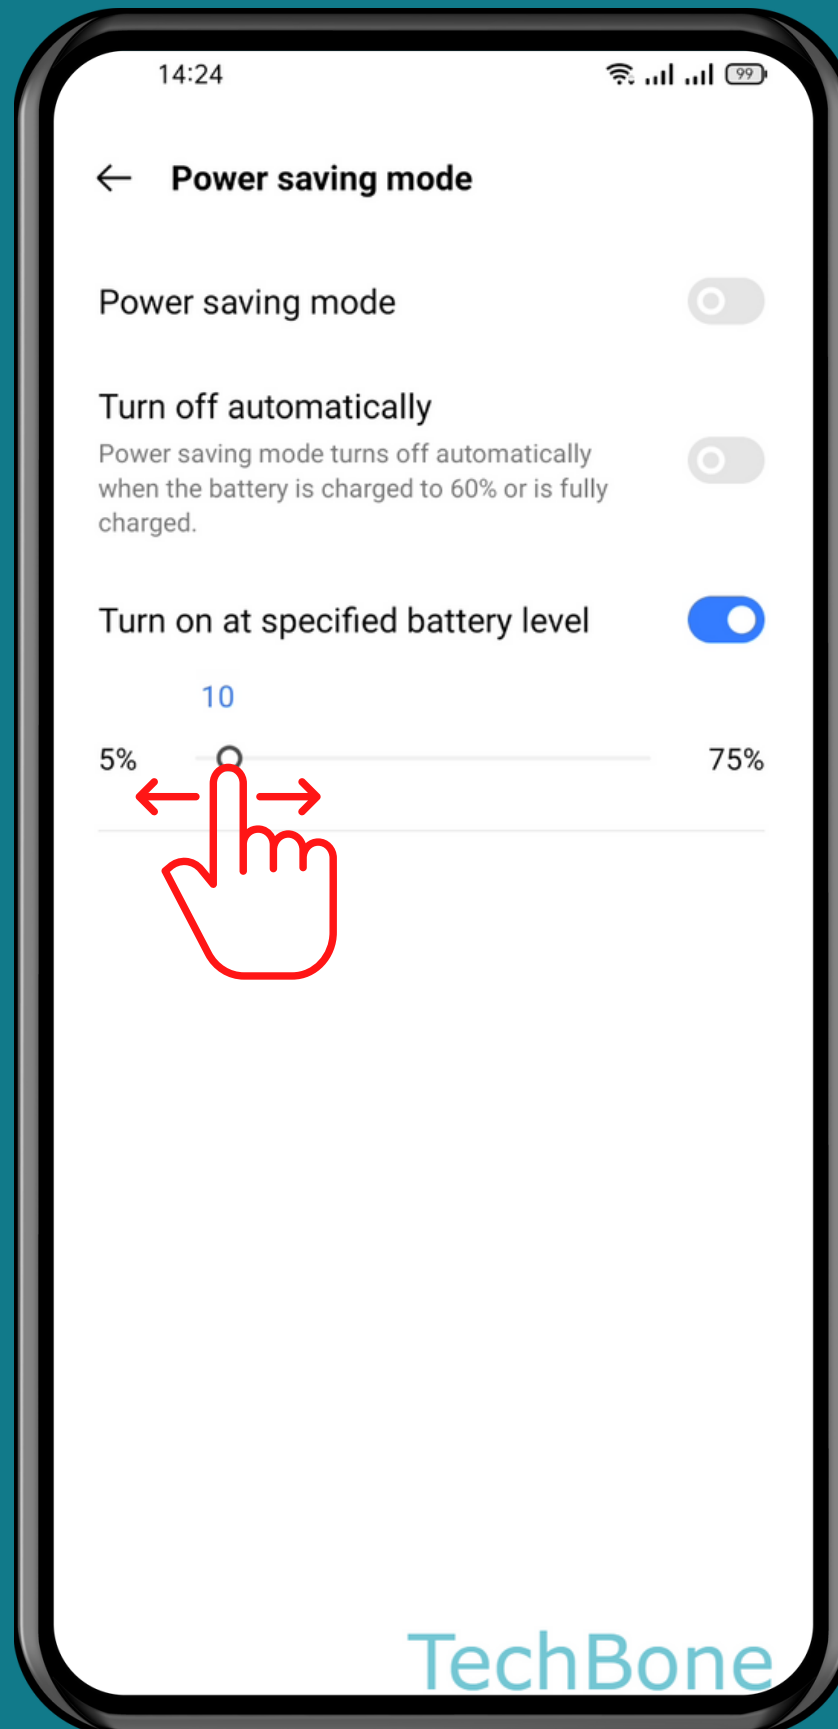 14:24
99
Power saving mode
Power saving mode
Turn off automatically
Power saving mode turns off automatically
when the battery is charged to 60% or is fully
charged.
Turn on at specified battery level
10
5%
75%
TechBone